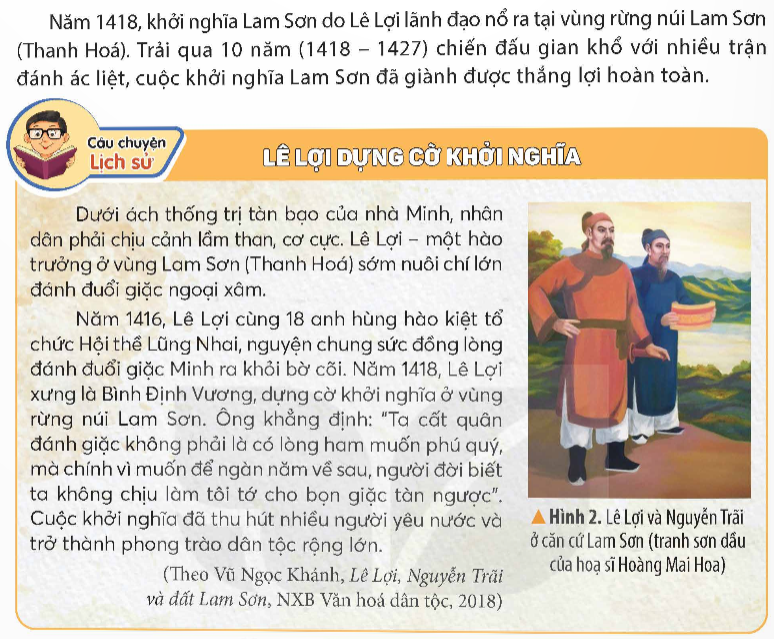 Năm 1418, khởi nghĩa Lam Sơn do Lê Lợi lãnh đạo nổ ra tại vùng rừng núi Lam Sơn
(Thanh Hoá). Trải qua 10 năm (1418 – 1427) chiến đấu gian khổ với nhiều trận
đánh ác liệt, cuộc khởi nghĩa Lam Sơn đã giành được thắng lợi hoàn toàn.
Câu chuyện
Lịch sử
LÊ LỢI DỰNG CỜ KHỞI NGHĨA
Dưới ách thống trị tàn bạo của nhà Minh, nhân
dân phải chịu cảnh lầm than, cơ cực. Lê Lợi – một hào
trưởng ở vùng Lam Sơn (Thanh Hoá) sớm nuôi chí lớn
đánh đuổi giặc ngoại xâm.
Năm 1416, Lê Lợi cùng 18 anh hùng hào kiệt tổ
chức Hội thề Lũng Nhai, nguyện chung sức đồng lòng
đánh đuổi giặc Minh ra khỏi bờ cõi. Năm 1418, Lê Lợi
xưng là Bình Định Vương, dựng cờ khởi nghĩa ở vùng
rừng núi Lam Sơn. Ông khẳng định: "Ta cất quân
đánh giặc không phải là có lòng ham muốn phú quý,
mà chính vì muốn để ngàn năm về sau, người đời biết
ta không chịu làm tôi tớ cho bọn giặc tàn ngược".
Cuộc khởi nghĩa đã thu hút nhiều người yêu nước và
trở thành phong trào dân tộc rộng lớn.
(Theo Vũ Ngọc Khánh, Lê Lợi, Nguyễn Trãi
và đất Lam Sơn, NXB Văn hoá dân tộc, 2018)
▲ Hình 2. Lê Lợi và Nguyễn Trãi
ở căn cứ Lam Sơn (tranh sơn dầu
của hoạ sĩ Hoàng Mai Hoa)